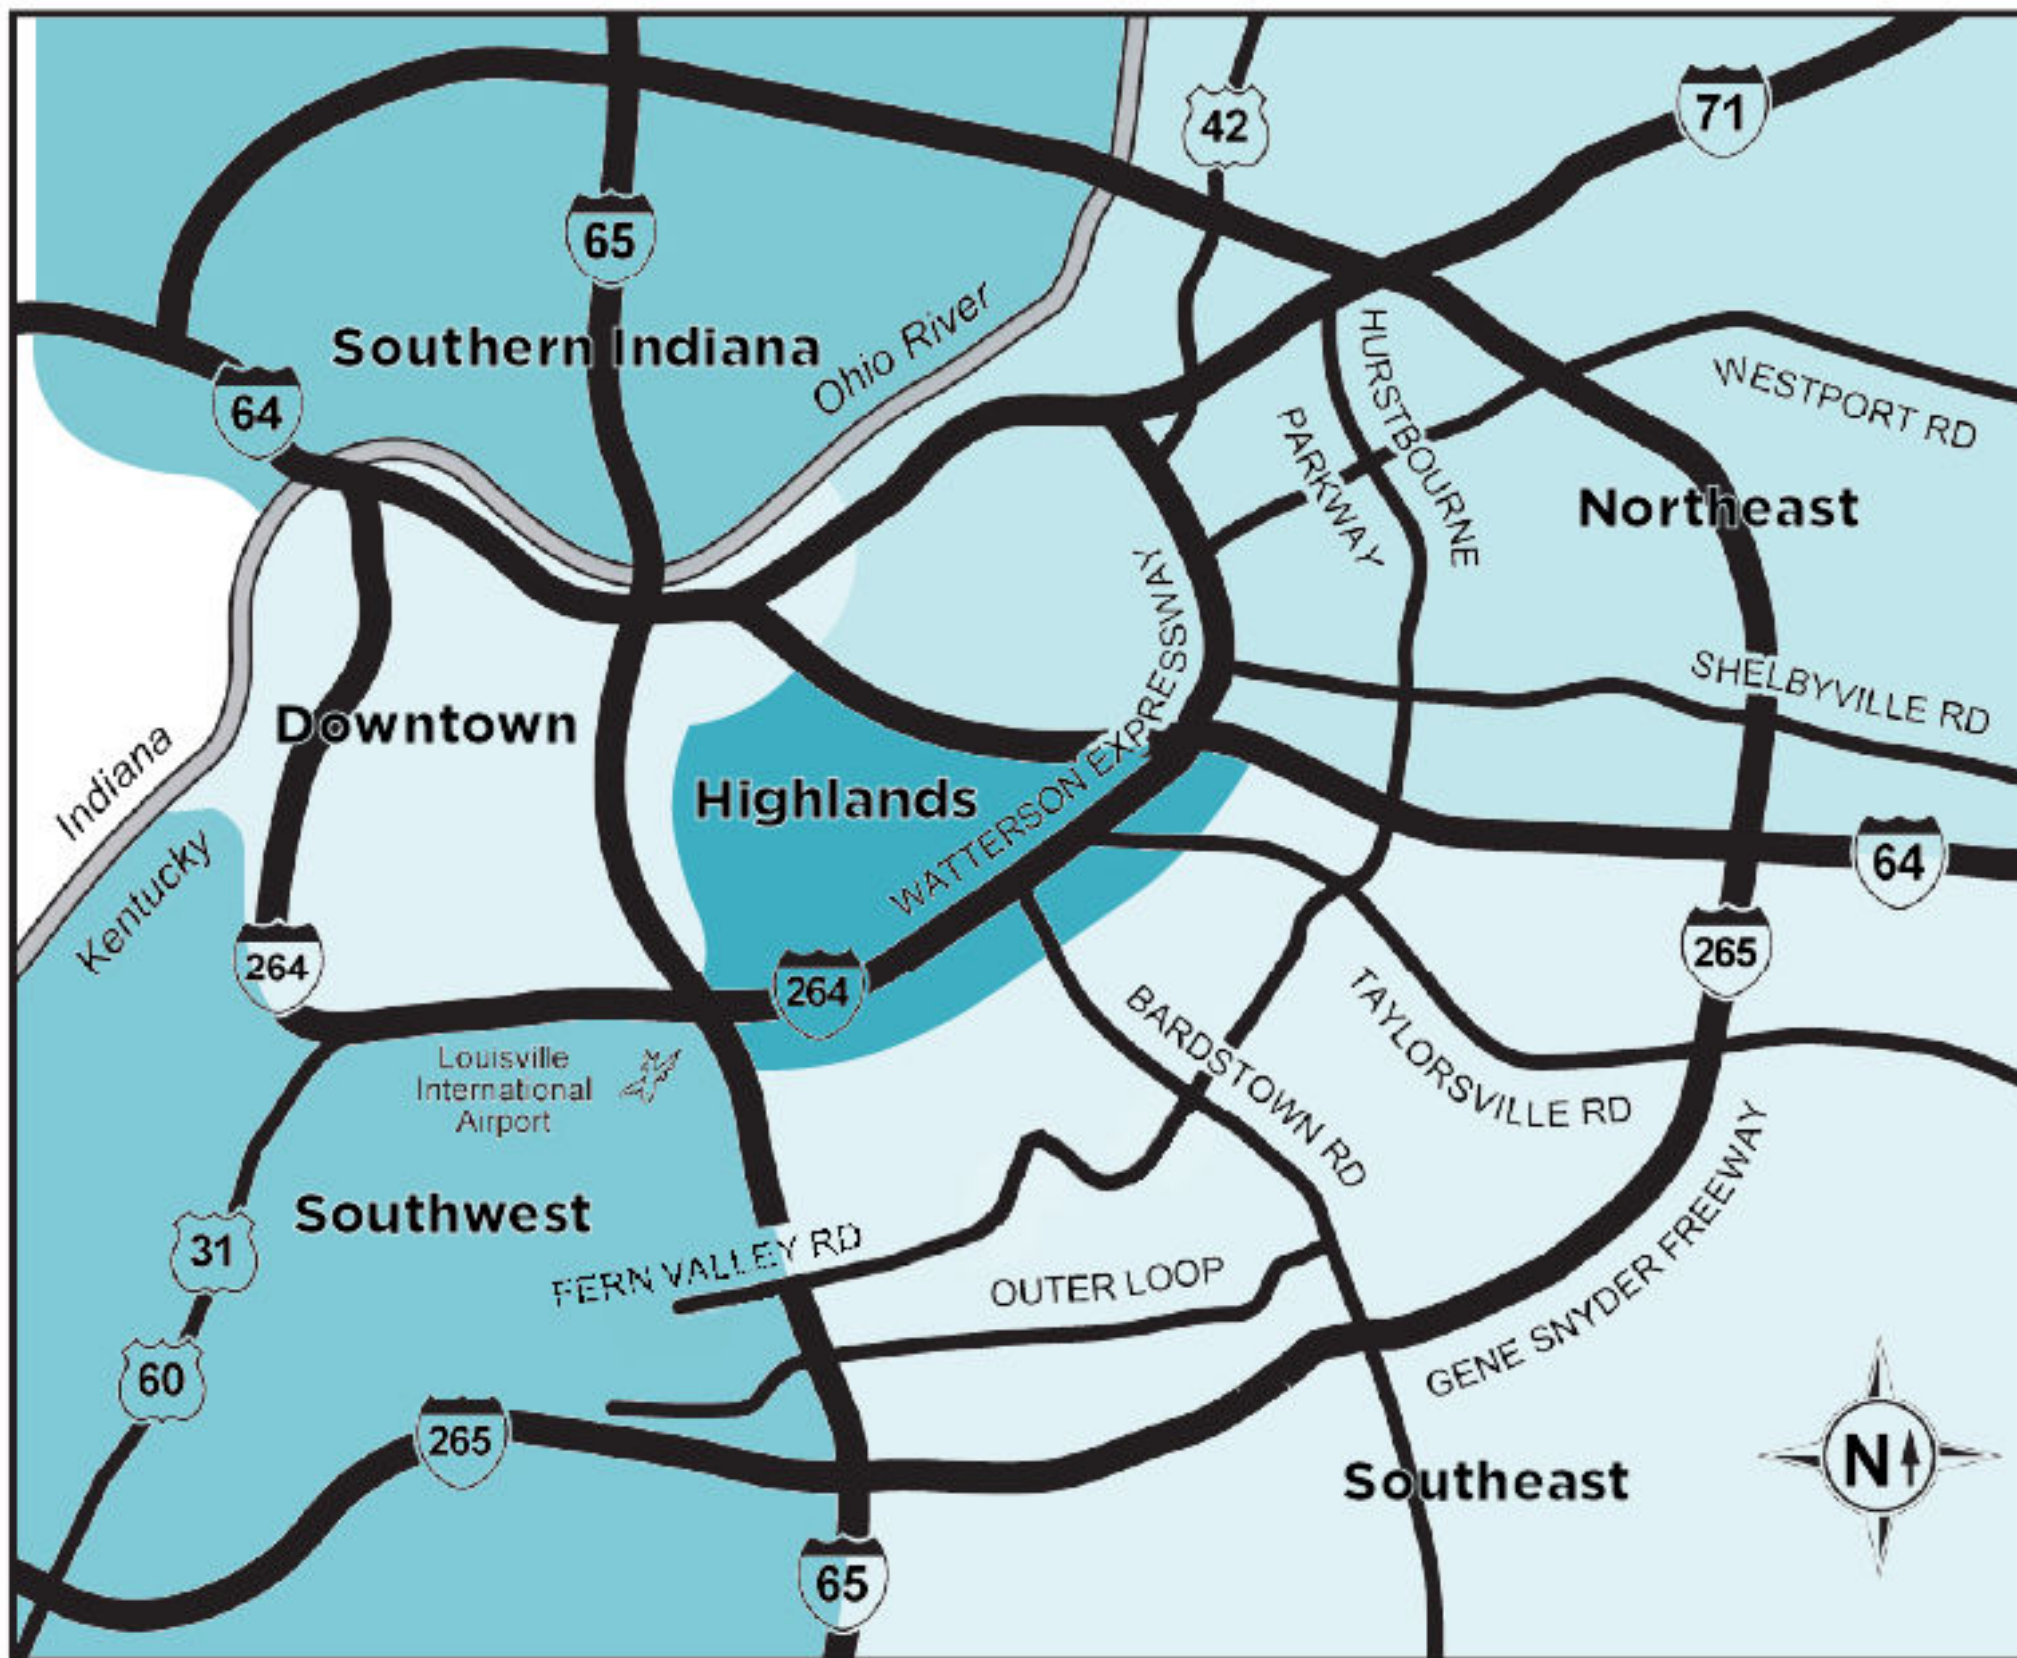 42
71
65
Southern Indiana
Ohio River
64
HURSTBOURNE
PARKWAY
WESTPORT RD
Northeast
WATTERSON EXPRESSWAY
SHELBYVILLE RD
Downtown
Indiana
Kentucky
Highlands
64
264
264
265
Louisville
International
Airport
BARDSTOWN RD
TAYLORSVILLE RD
Southwest
31
FERN VALLEY RD
OUTER LOOP
GENE SNYDER FREEWAY
60
265
Southeast
N
65